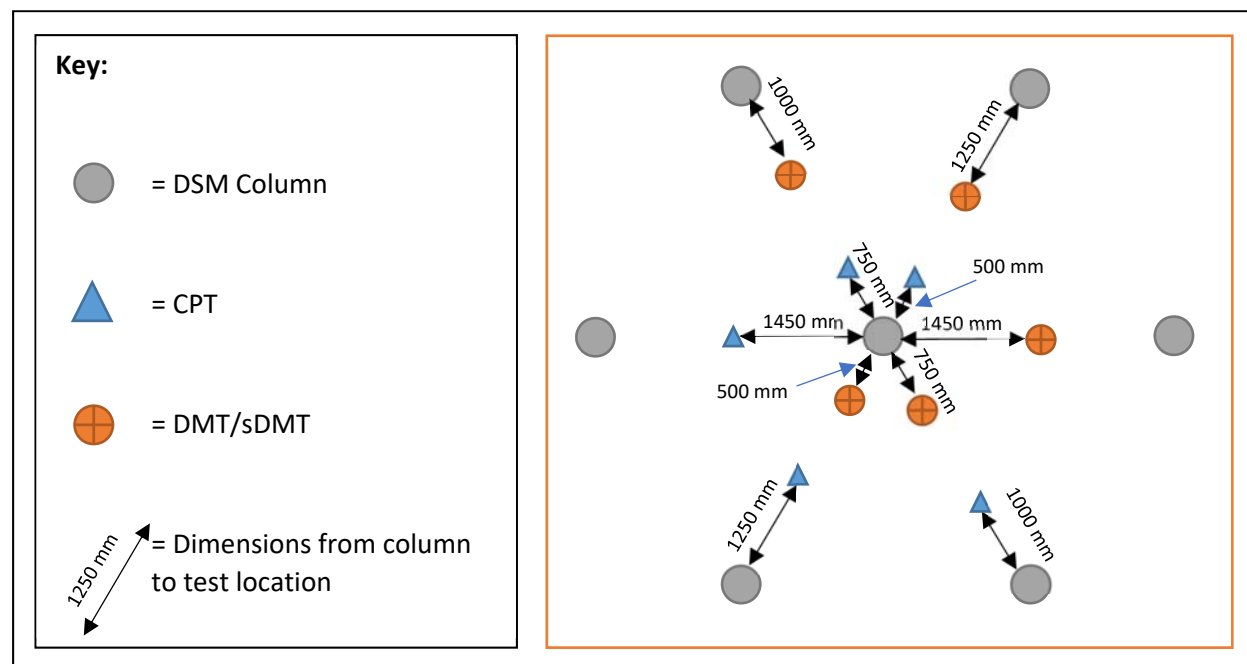 Key:
= DSM Column
= CPT
= DMT/sDMT
1250 mm
= Dimensions from column
to test location
1000 mm
1250 mm
750 mm
500 mm
1450 mm
1450 mm
500 mm
750 mm
1250 mm
1000 mm